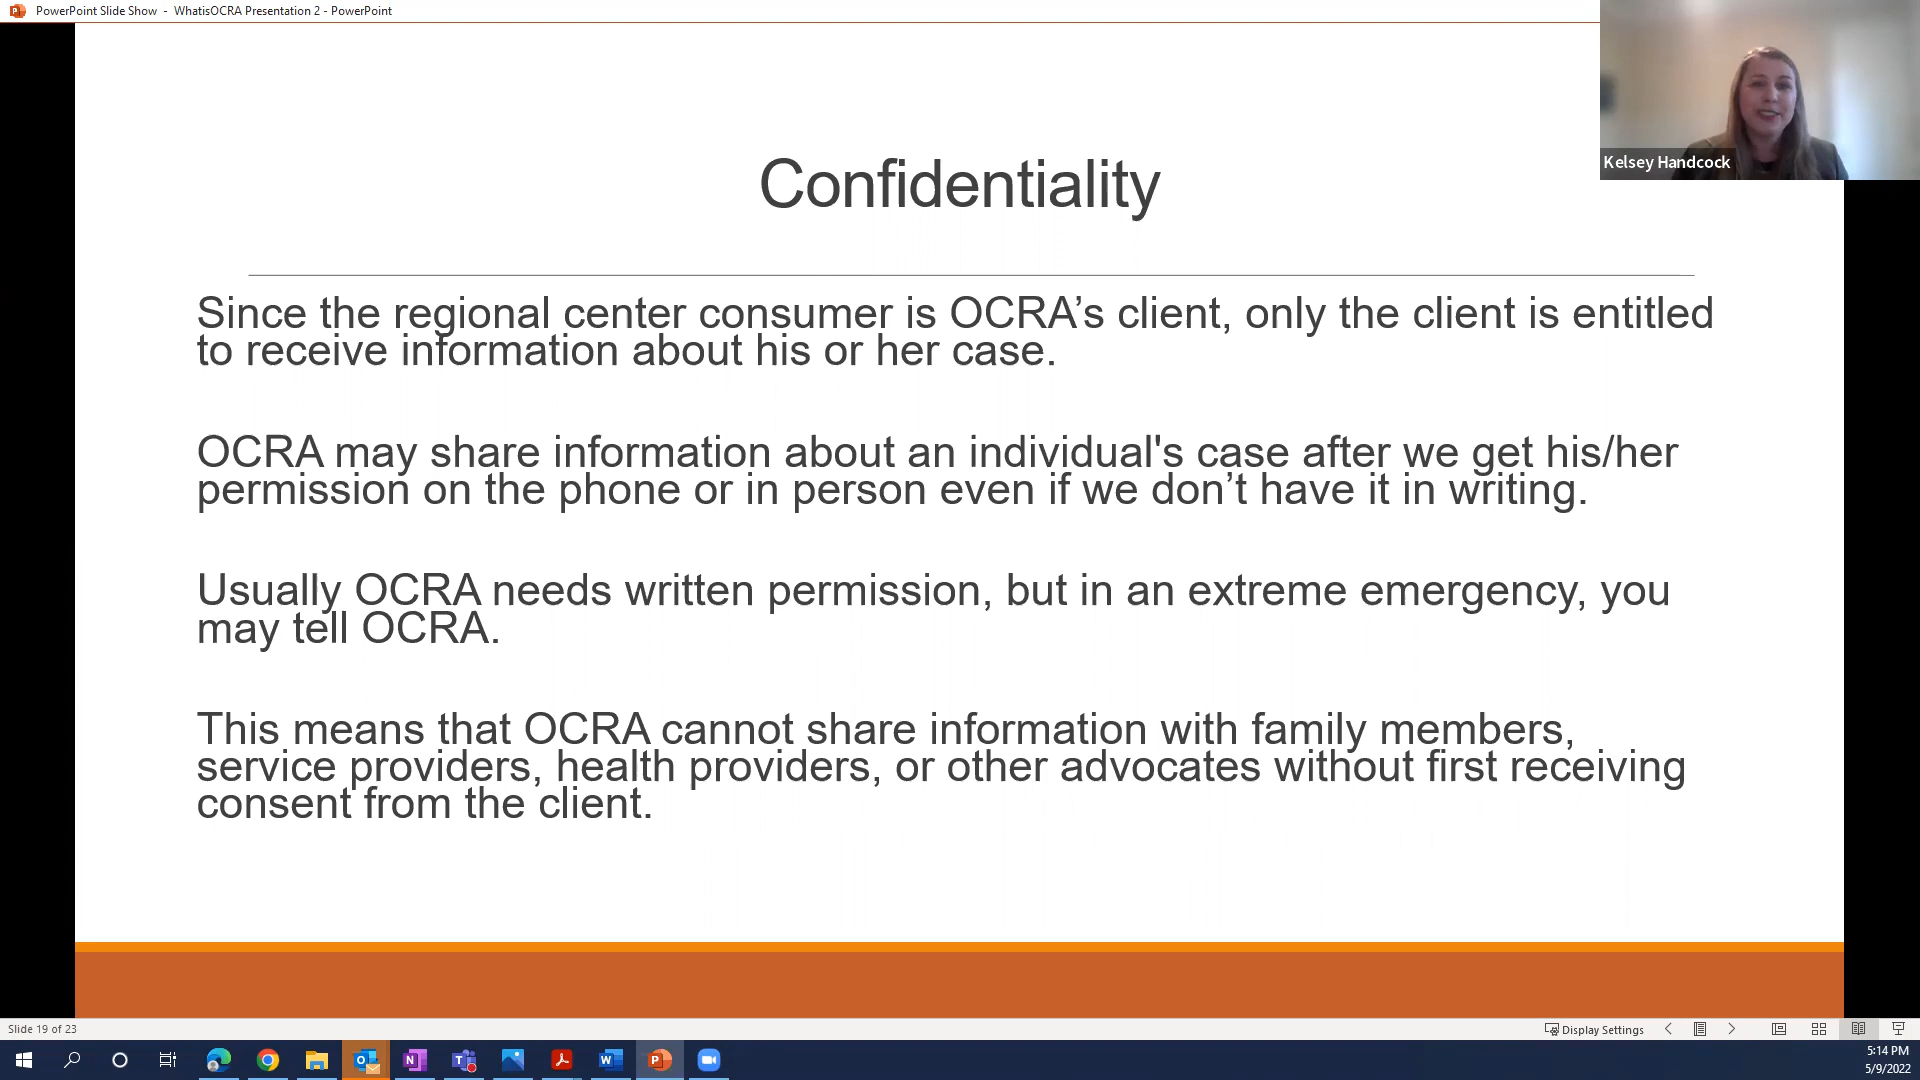 PowerPoint Slide Show - WhatisOCRA Presentation 2 - PowerPoint
Kelsey Handcock
Confidentiality
Since the regional center consumer is OCRA’s client, only the client is entitled
to receive information about his or her case.
OCRA may share information about an individual's case after we get his/her
permission on the phone or in person even if we don’t have it in writing.
Usually OCRA needs written permission, but in an extreme emergency, you
may tell OCRA.
This means that OCRA cannot share information with family members,
service providers, health providers, or other advocates without first receiving
consent from the client.
Slide 19 of 23
Display Settings
5:14 PM
5/9/2022